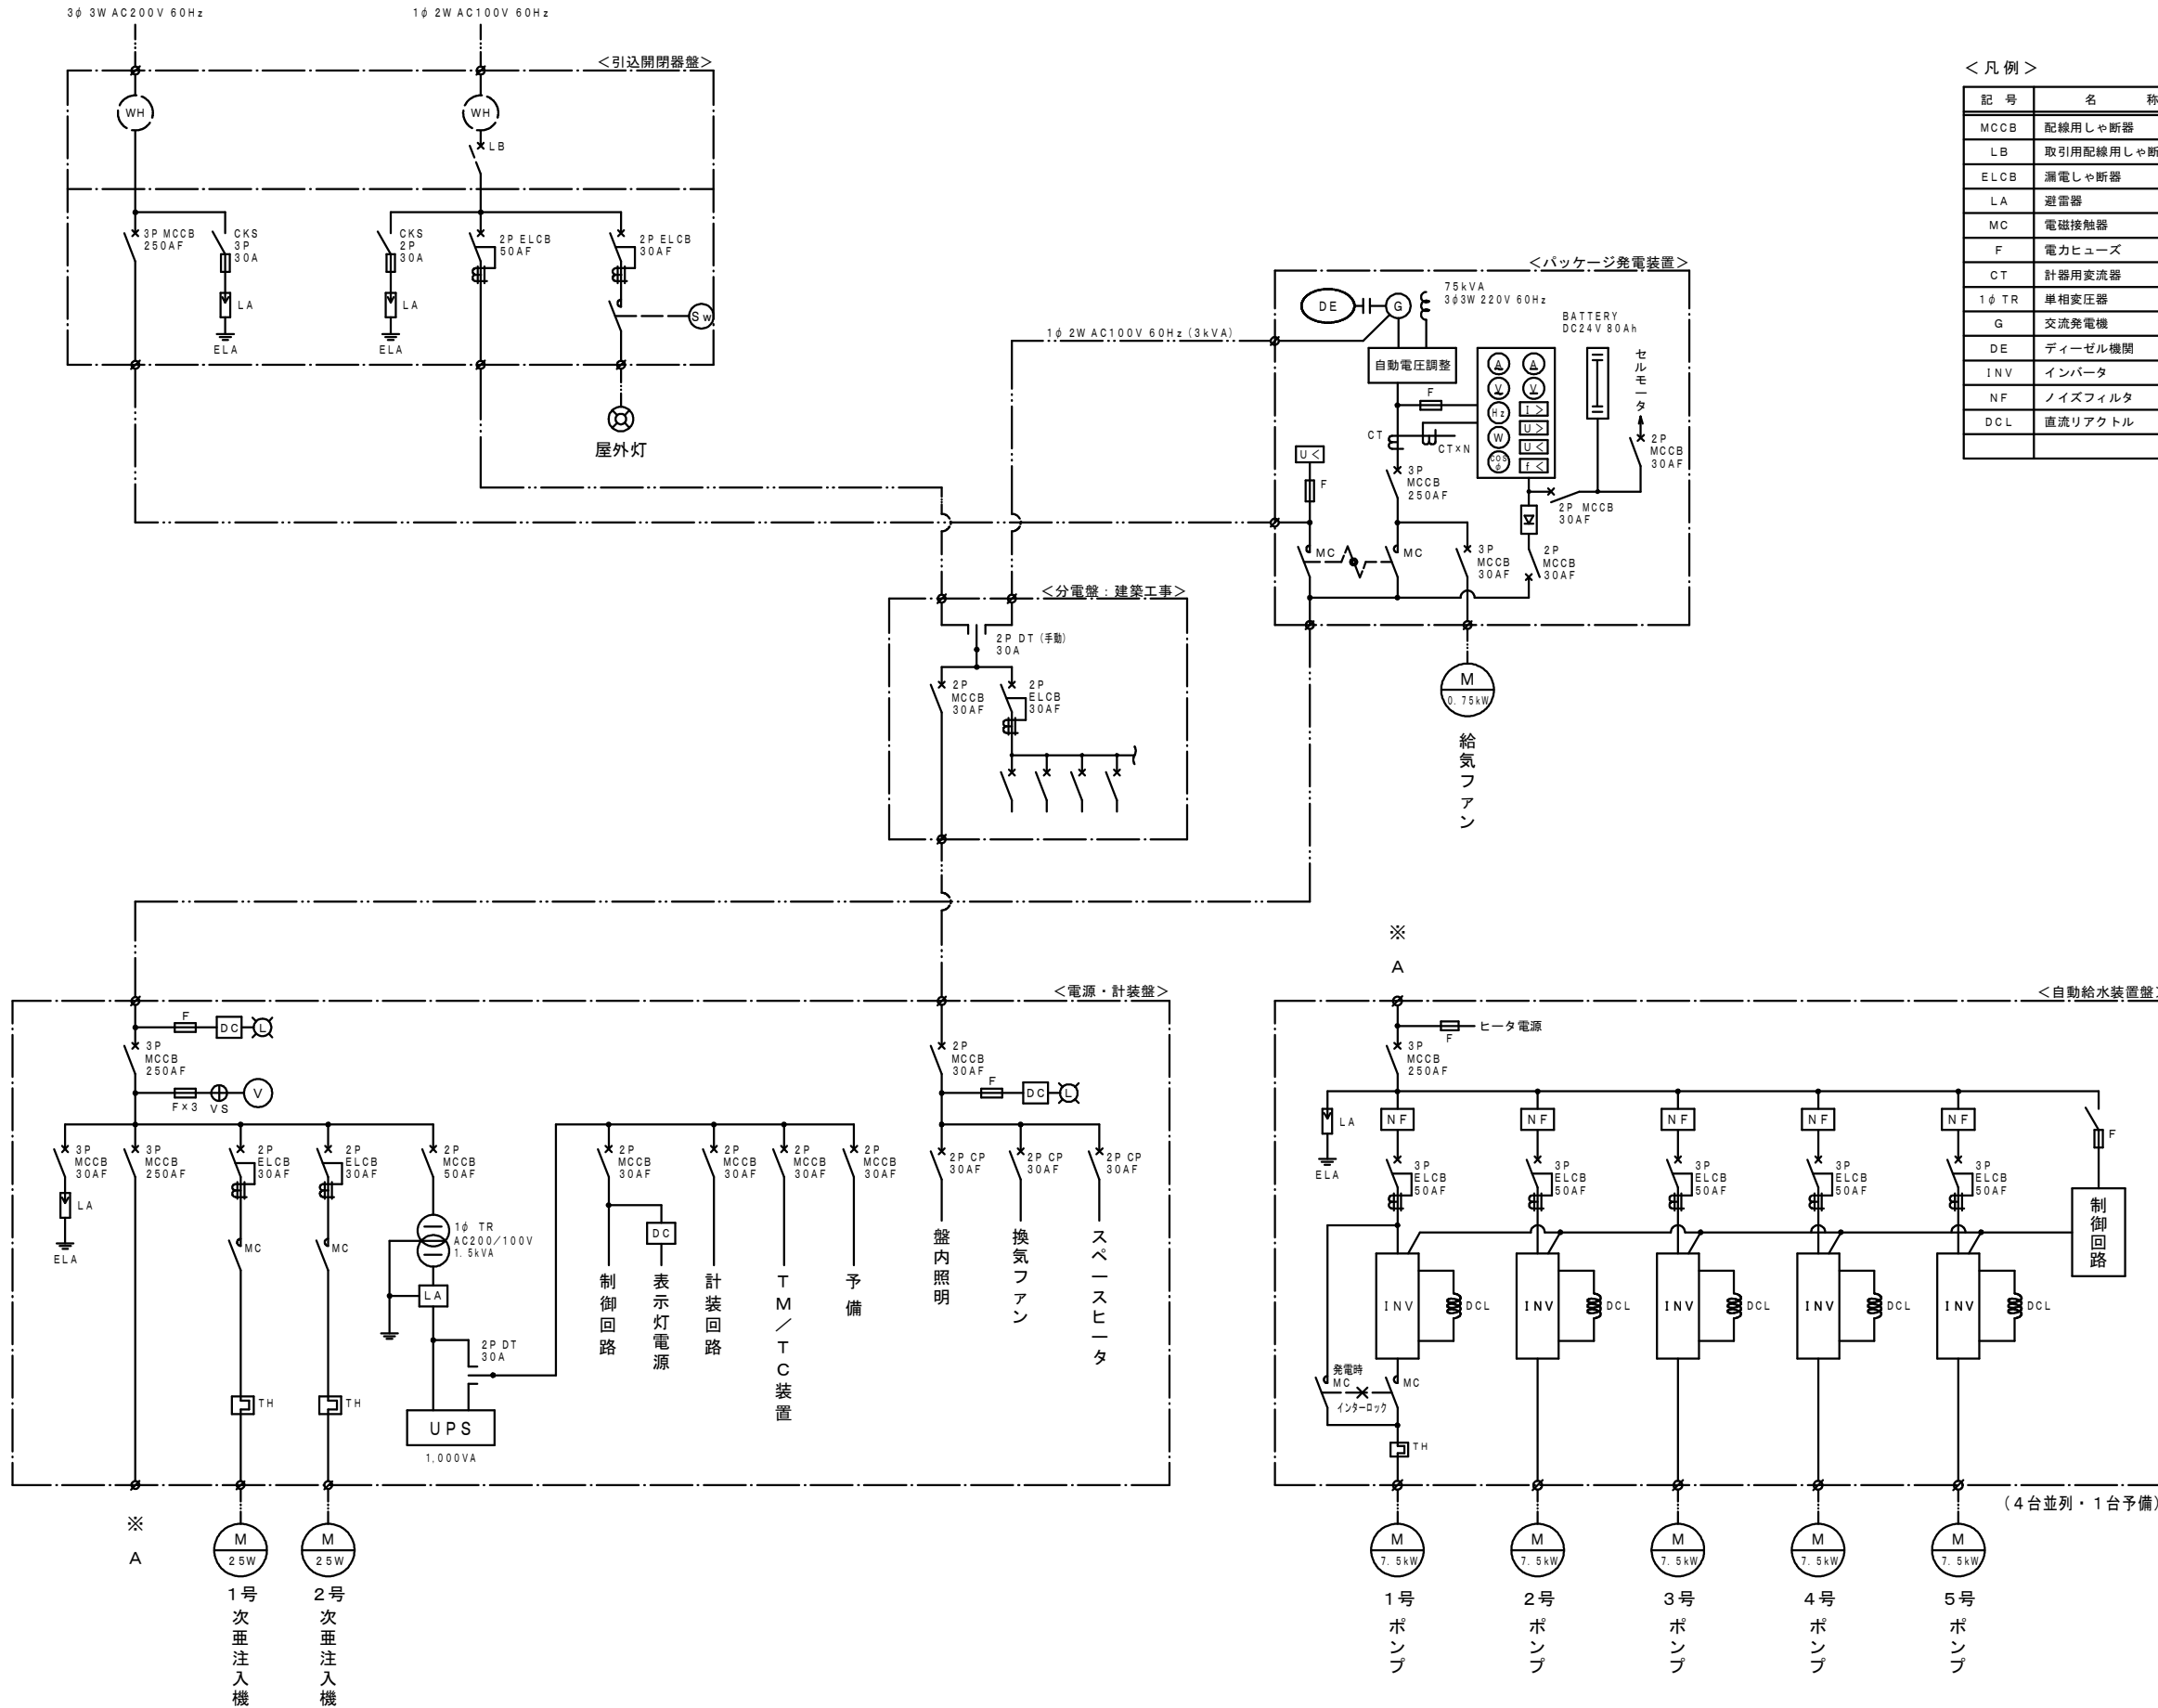 3φ 3W AC200V 60Hz
1φ 2W AC100V 60Hz
＜引込開閉器盤＞
WH
WH
LB
3P MCCB
250AF
CKS
3P
30A
LA
ELA
CKS
2P
30A
LA
ELA
2P ELCB
50AF
2P ELCB
30AF
Sw
屋外灯
＜凡例＞
記号 名 称
MCCB 配線用しゃ断器
LB 取引用配線用しゃ断
ELCB 漏電しゃ断器
LA 避雷器
MC 電磁接触器
F 電力ヒューズ
CT 計器用変流器
1φ TR 単相変圧器
G 交流発電機
DE ディーゼル機関
INV インバータ
NF ノイズフィルタ
DCL 直流リアクトル
＜パッケージ発電装置＞
DE
G
75kVA
3φ3W 220V 60Hz
1φ 2W AC100V 60Hz (3kVA)
自動電圧調整
BATTERY
DC24V 80Ah
セルモータ
A
A
V
V
Hz
I＞
U＞
W
U＜
cosφ
f＜
F
CT
CT×N
U＜
F
3P
MCCB
250AF
2P
MCCB
30AF
2P MCCB
30AF
MC
MC
3P
MCCB
30AF
2P
MCCB
30AF
M
0.75kW
給気ファン
＜分電盤：建築工事＞
2P DT (手動)
30A
2P
MCCB
30AF
2P
ELCB
30AF
＜電源・計装盤＞
F
DC
L
3P
MCCB
250AF
F×3
VS
V
3P
MCCB
30AF
LA
ELA
3P
MCCB
250AF
2P
ELCB
30AF
MC
TH
2P
ELCB
30AF
MC
TH
2P
MCCB
50AF
1φ TR
AC200/100V
1.5kVA
LA
2P DT
30A
UPS
1,000VA
2P
MCCB
30AF
DC
2P
MCCB
30AF
2P
MCCB
30AF
2P
MCCB
30AF
制御回路
表示灯電源
計装回路
TM／TC装置
予備
2P
MCCB
30AF
F
DC
L
2P CP
30AF
2P CP
30AF
2P CP
30AF
盤内照明
換気ファン
スペースヒータ
※
A
M
25W
1号
次亜注入機
M
25W
2号
次亜注入機
※
A
＜自動給水装置盤＞
F
ヒータ電源
3P
MCCB
250AF
LA
ELA
NF
NF
NF
NF
NF
F
3P
ELCB
50AF
3P
ELCB
50AF
3P
ELCB
50AF
3P
ELCB
50AF
3P
ELCB
50AF
制御回路
INV
DCL
INV
DCL
INV
DCL
INV
DCL
INV
DCL
発電時
MC
MC
インターロック
TH
(4台並列・1台予備)
M
7.5kW
M
7.5kW
M
7.5kW
M
7.5kW
M
7.5kW
1号
ポンプ
2号
ポンプ
3号
ポンプ
4号
ポンプ
5号
ポンプ